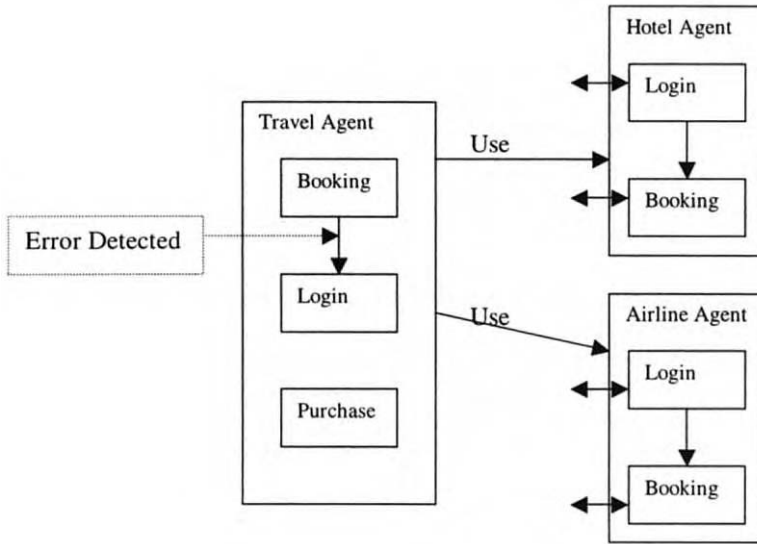 Error Detected
Travel Agent
Booking
Login
Purchase
Use
Use
Hotel Agent
Login
Booking
Airline Agent
Login
Booking